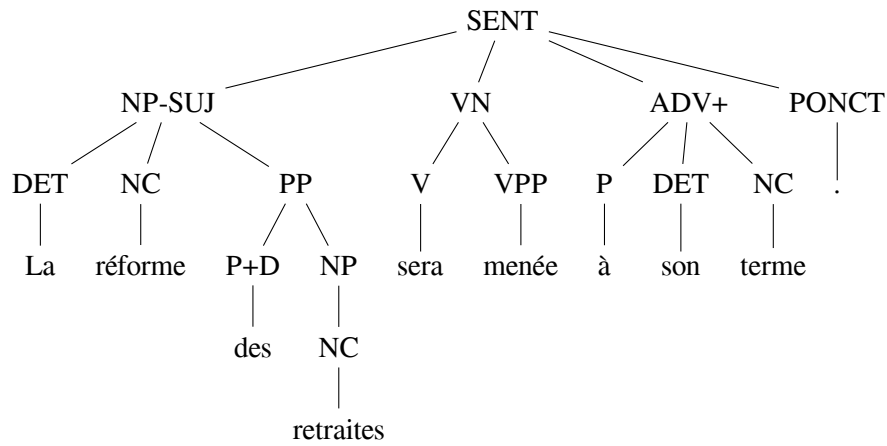 SENT
NP-SUJ VN ADV+ PONCT
DET NC PP V VPP P DET NC .
La réforme P+D NP sera menée à son terme
des NC
retraites